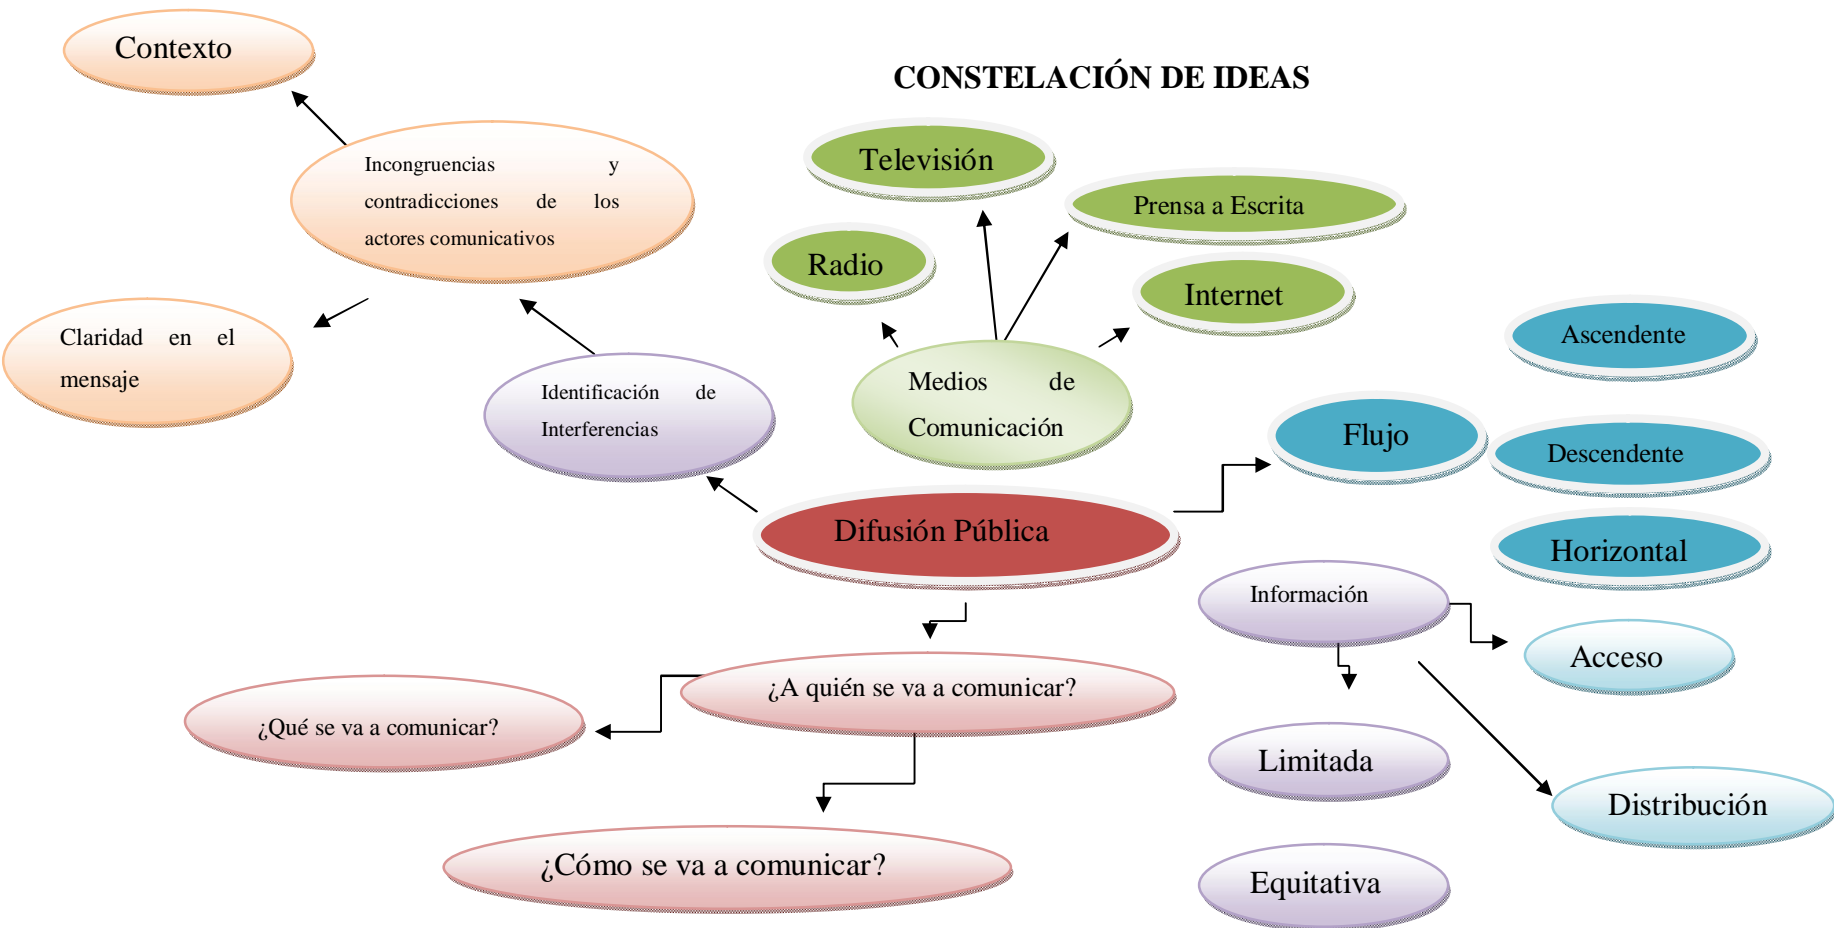 Contexto
CONSTELACIÓN DE IDEAS
Incongruencias y
contradicciones de los
actores comunicativos
Televisión
Prensa a Escrita
Radio
Internet
Claridad en el
mensaje
Ascendente
Identificación de
Interferencias
Medios de
Comunicación
Flujo
Descendente
Difusión Pública
Horizontal
Información
Acceso
¿A quién se va a comunicar?
¿Qué se va a comunicar?
Limitada
Distribución
¿Cómo se va a comunicar?
Equitativa